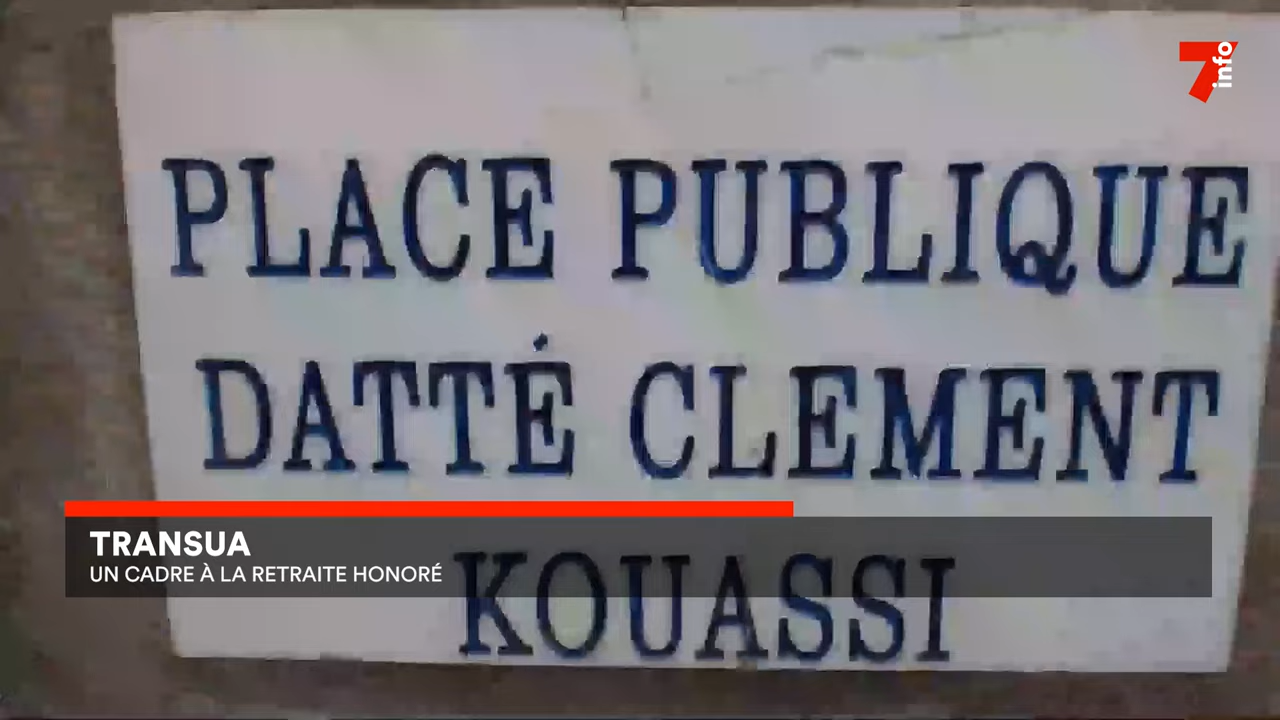 7info
PLACE PUBLIQUE
DATTÉ CLEMENT
KOUASSI
TRANSUA
UN CADRE À LA RETRAITE HONORÉ